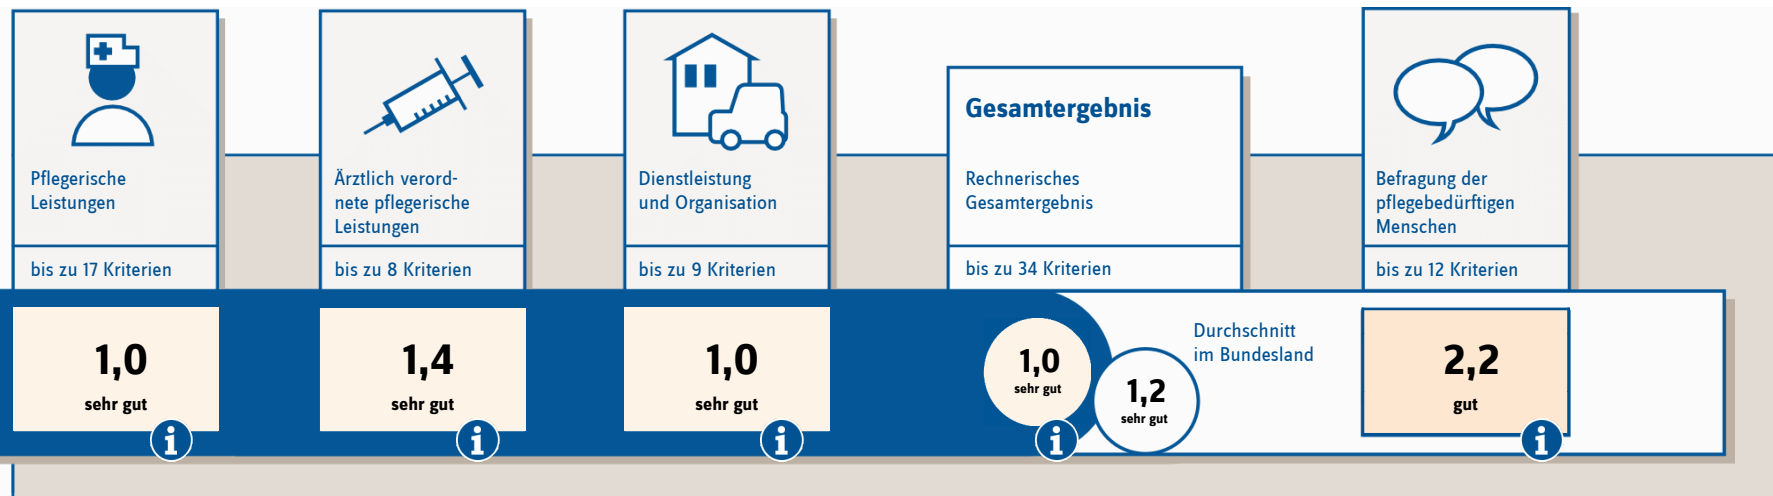 Pflegerische
Leistungen
bis zu 17 Kriterien
1,0
sehr gut
i
Ärztlich verord-
nete pflegerische
Leistungen
bis zu 8 Kriterien
1,4
sehr gut
i
Dienstleistung
und Organisation
bis zu 9 Kriterien
1,0
sehr gut
i
Gesamtergebnis
Rechnerisches
Gesamtergebnis
bis zu 34 Kriterien
1,0
sehr gut
i
1,2
sehr gut
Durchschnitt
im Bundesland
Befragung der
pflegebedürftigen
Menschen
bis zu 12 Kriterien
2,2
gut
i